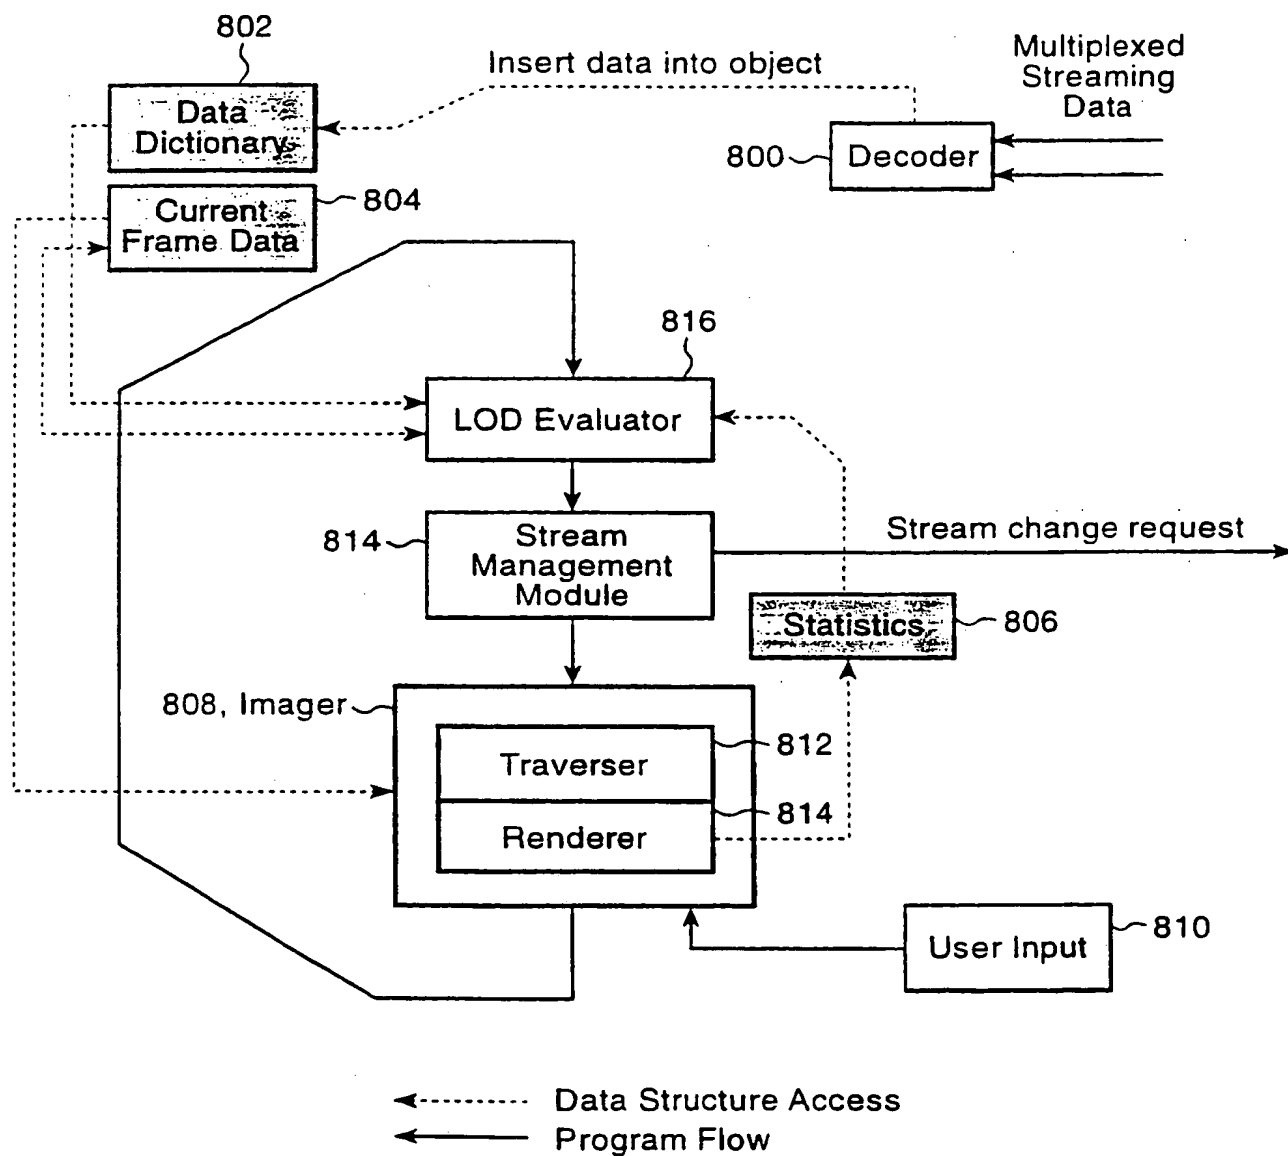 802
Insert data into object
Multiplexed
Streaming
Data
Data
Dictionary
800
Decoder
Current
Frame Data
804
816
LOD Evaluator
814
Stream
Management
Module
Stream change request
Statistics
806
808, Imager
812
Traverser
814
Renderer
User Input
810
Data Structure Access
Program Flow